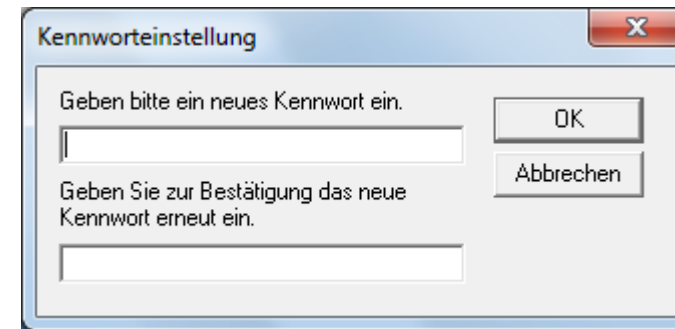 Kennworteinstellung
Geben bitte ein neues Kennwort ein.
OK
Abbrechen
Geben Sie zur Bestätigung das neue
Kennwort erneut ein.